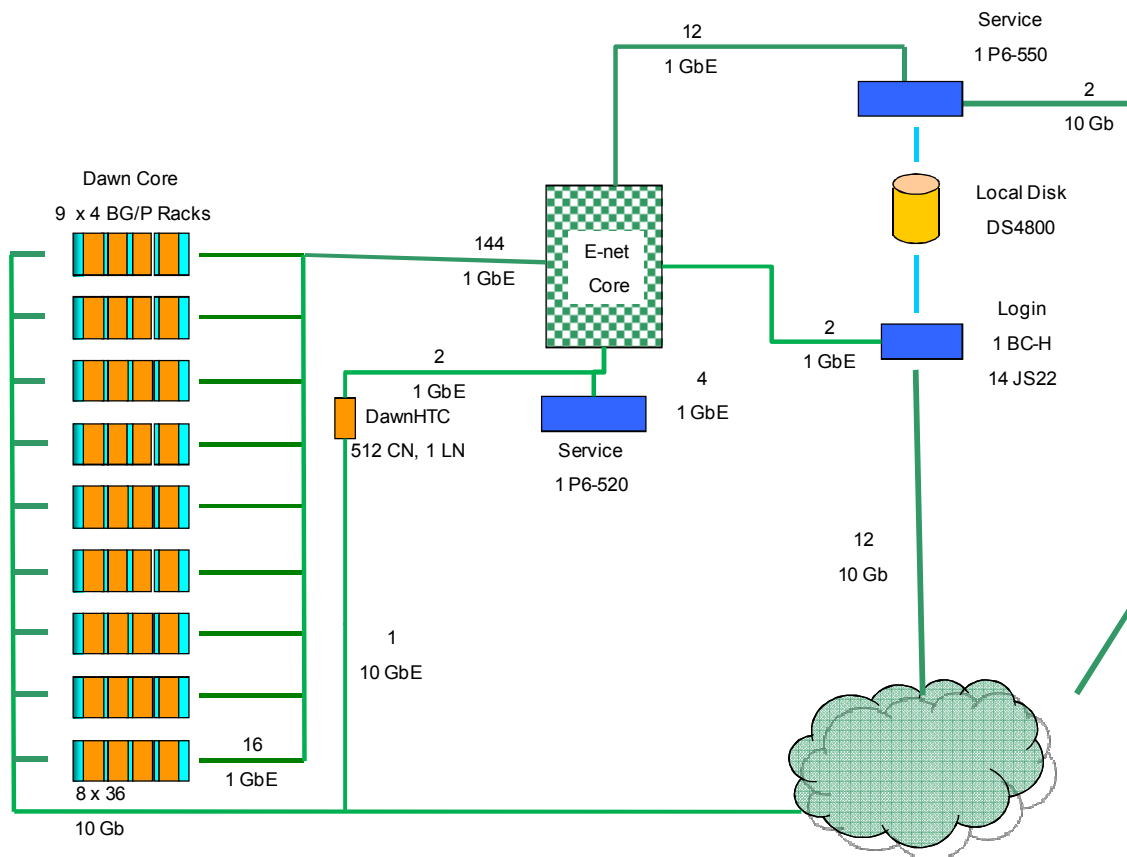 Service
1 P6-550
12
1 GbE
2
10 Gb
Dawn Core
9 x 4 BG/P Racks
Local Disk
DS4800
144
1 GbE
E-net
Core
Login
1 BC-H
14 JS22
2
1 GbE
2
1 GbE
4
1 GbE
DawnHTC
512 CN, 1 LN
Service
1 P6-520
12
10 Gb
1
10 GbE
16
1 GbE
8 x 36
10 Gb